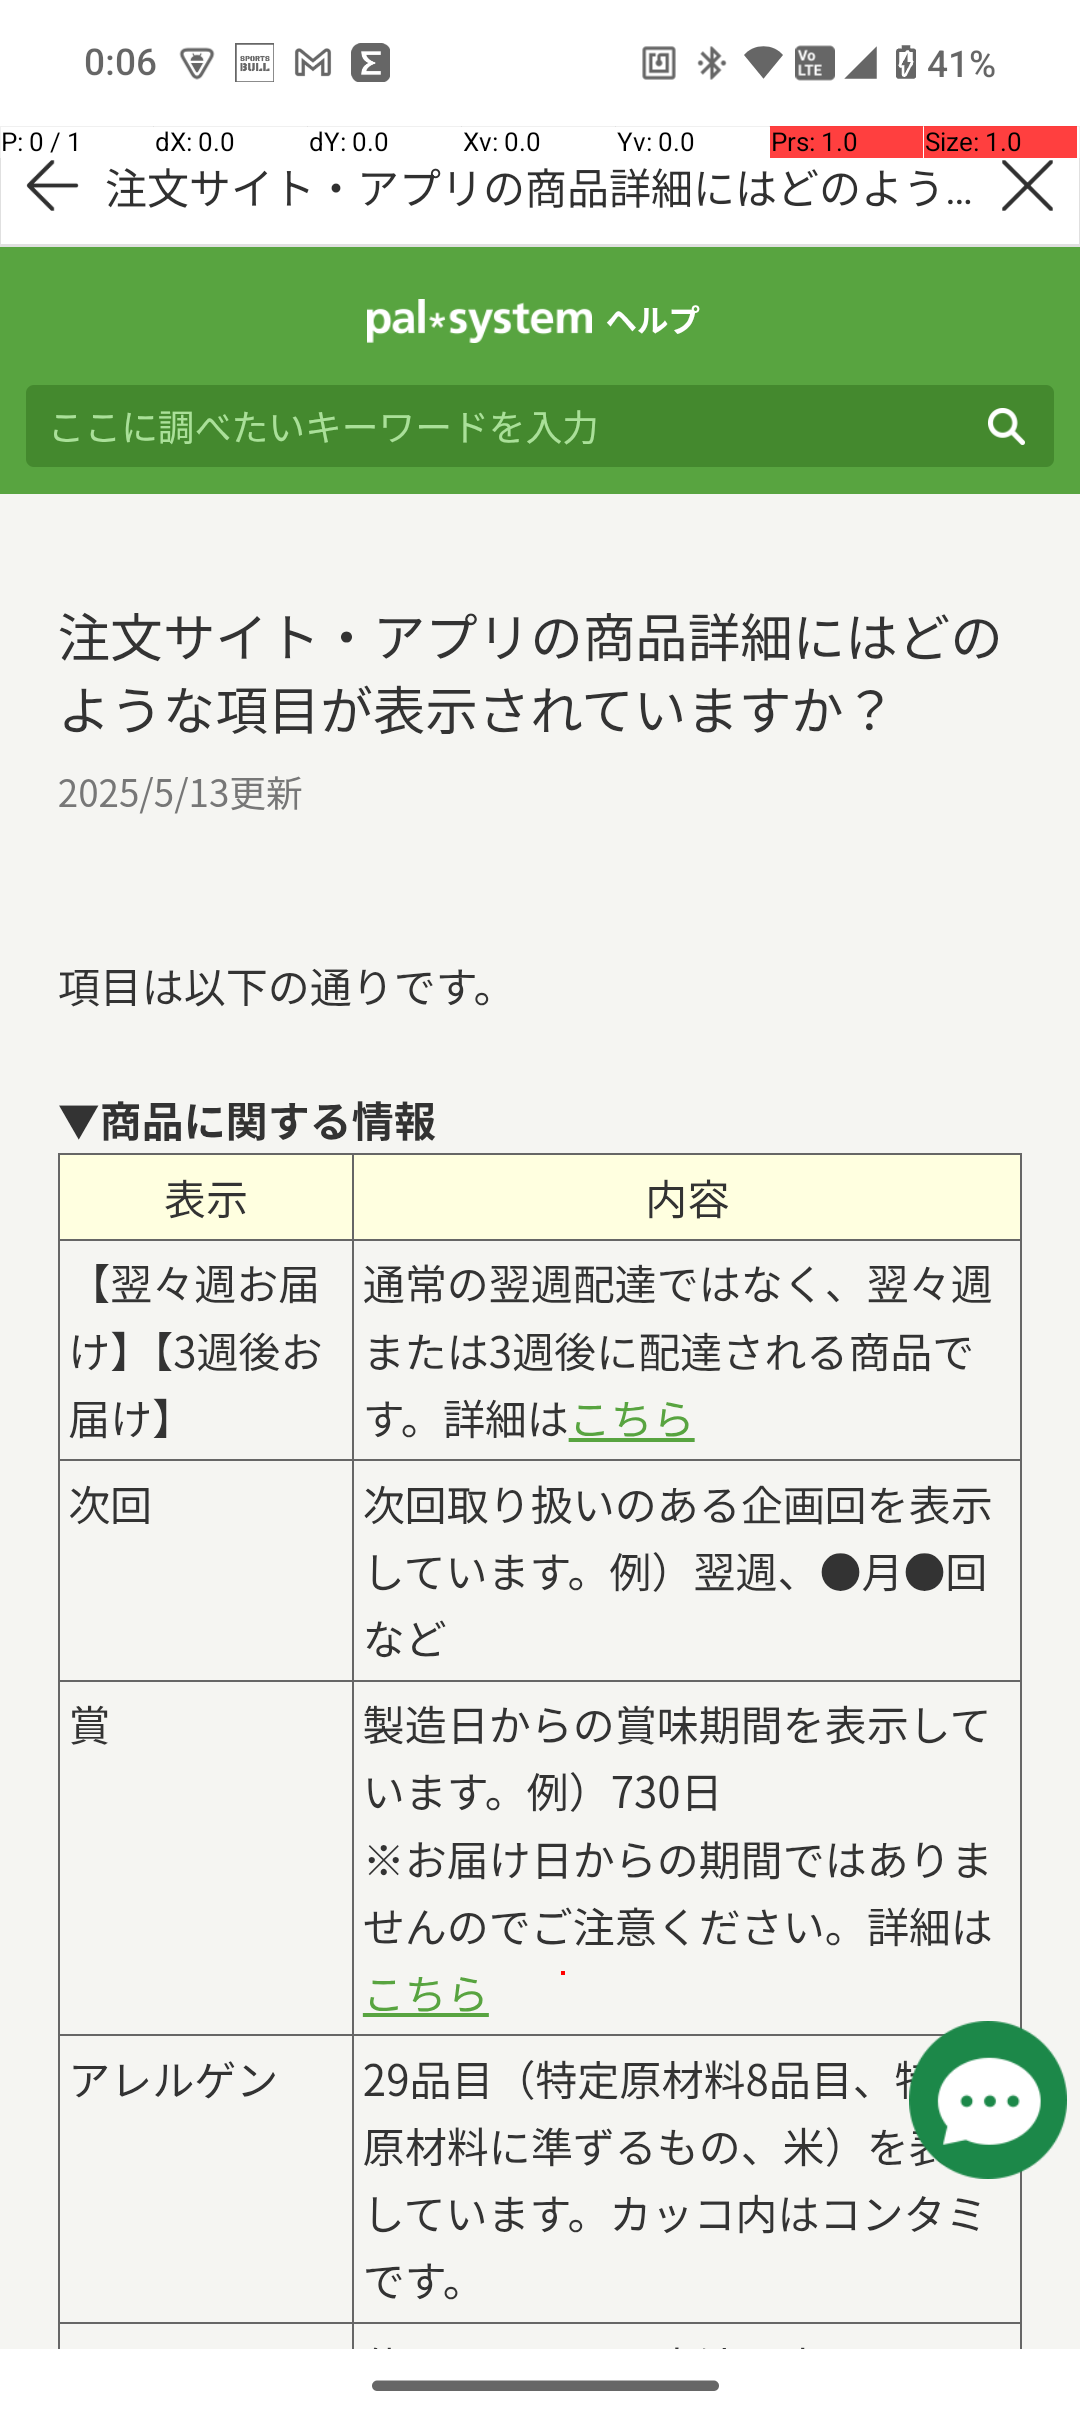 0:06 SPORTS BULL Vo LTE 41%
P: 0 / 1 dX: 0.0 dY: 0.0 Xv: 0.0 Yv: 0.0 Prs: 1.0 Size: 1.0
注文サイト・アプリの商品詳細にはどのよう…
pal*system ヘルプ
ここに調べたいキーワードを入力
注文サイト・アプリの商品詳細にはどの
ような項目が表示されていますか？
2025/5/13更新
項目は以下の通りです。
▼商品に関する情報
表示 内容
【翌々週お届
け】【3週後お
届け】
通常の翌週配達ではなく、翌々週
または3週後に配達される商品で
す。詳細はこちら
次回
次回取り扱いのある企画回を表示
しています。例）翌週、●月●回
など
賞
製造日からの賞味期間を表示して
います。例）730日
※お届け日からの期間ではありま
せんのでご注意ください。詳細は
こちら
アレルゲン
29品目（特定原材料8品目、
原材料に準ずるもの、米）を
しています。カッコ内はコンタミ
です。